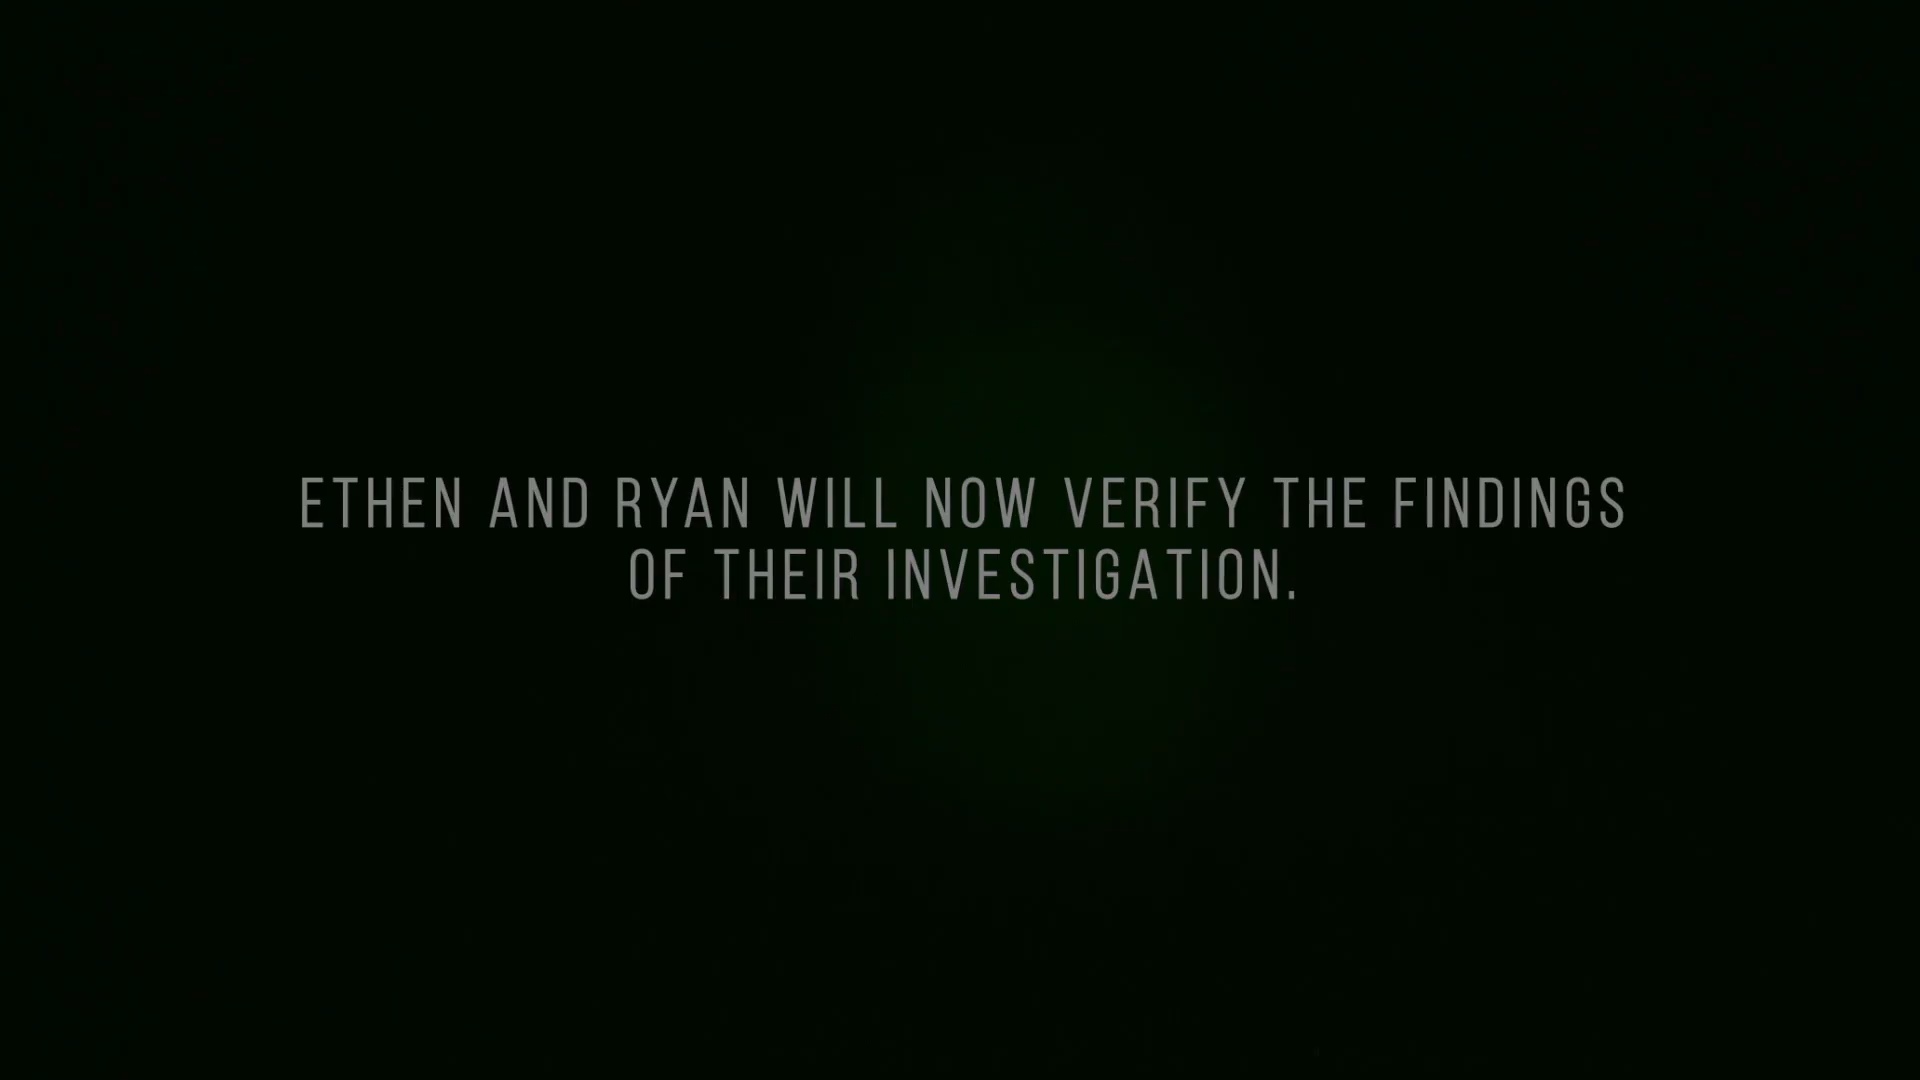 ETHEN AND RYAN WILL NOW VERIFY THE FINDINGS
OF THEIR INVESTIGATION.